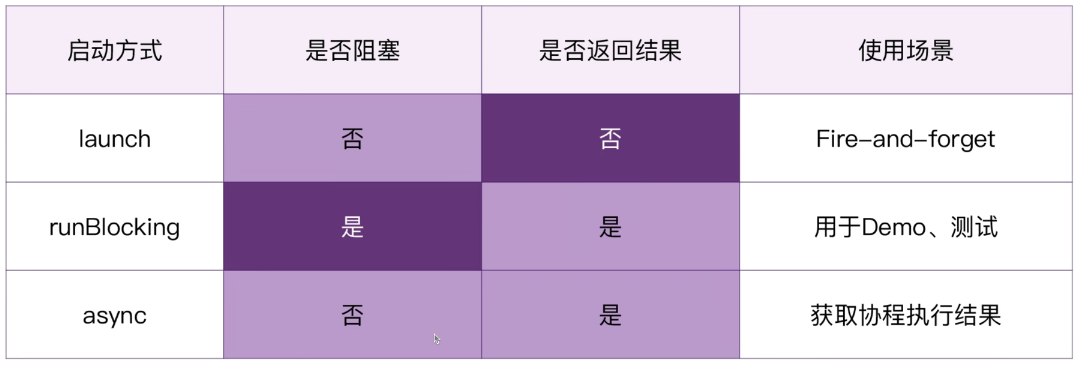 启动方式 是否阻塞 是否返回结果 使用场景
launch 否 否 Fire-and-forget
runBlocking 是 是 用于Demo、测试
async 否 是 获取协程执行结果